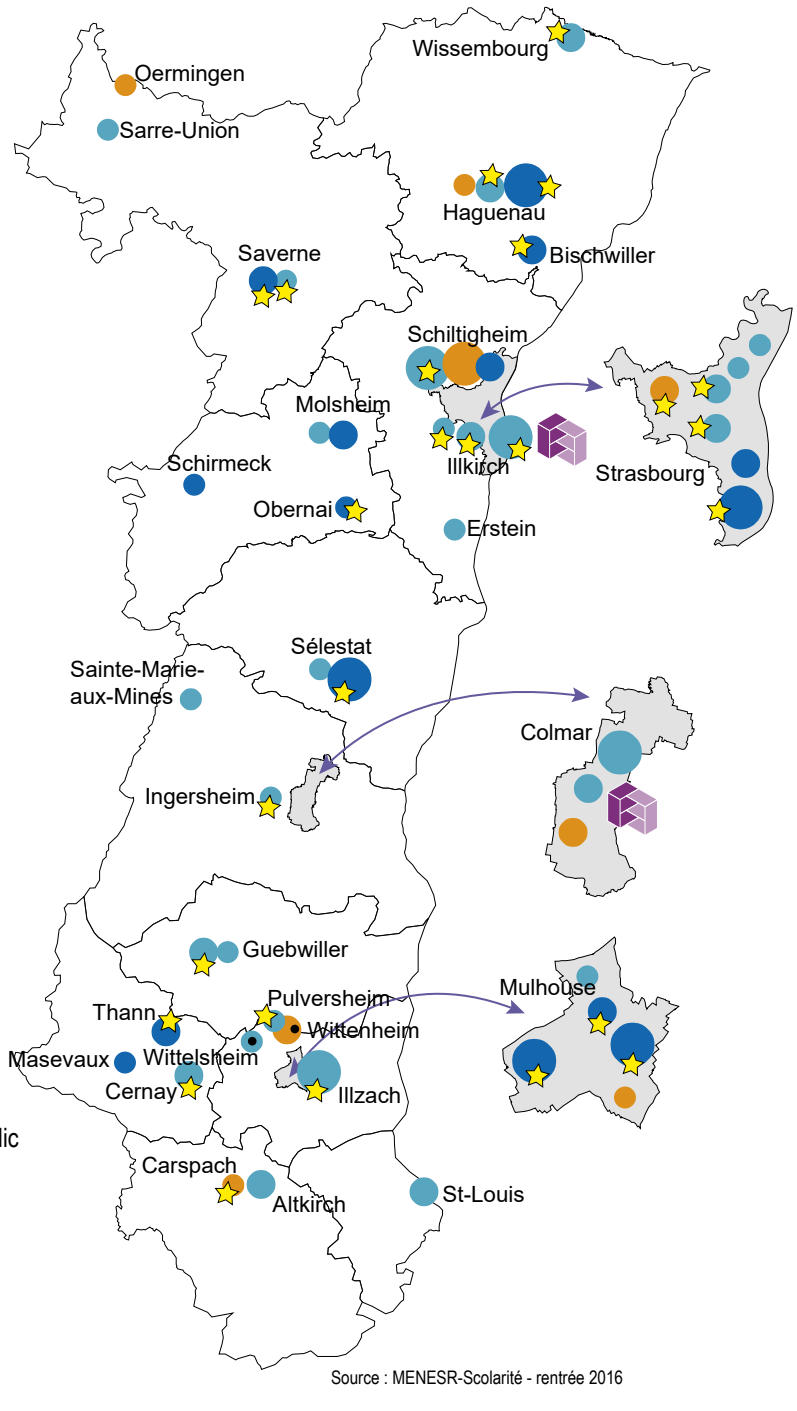 Wissembourg
Oermingen
Sarre-Union
Haguenau
Saverne
Bischwiller
Schiltigheim
Molsheim
Schirmeck
Illkirch
Strasbourg
Obernai
Erstein
Sélestat
Sainte-Marie-
aux-Mines
Colmar
Ingersheim
Guebwiller
Mulhouse
Pulversheim
Thann
Wittenheim
Masevaux
Wittelsheim
Cernay
Illzach
lic
Carspach
Altkirch
St-Louis
Source : MENESR-Scolarité - rentrée 2016